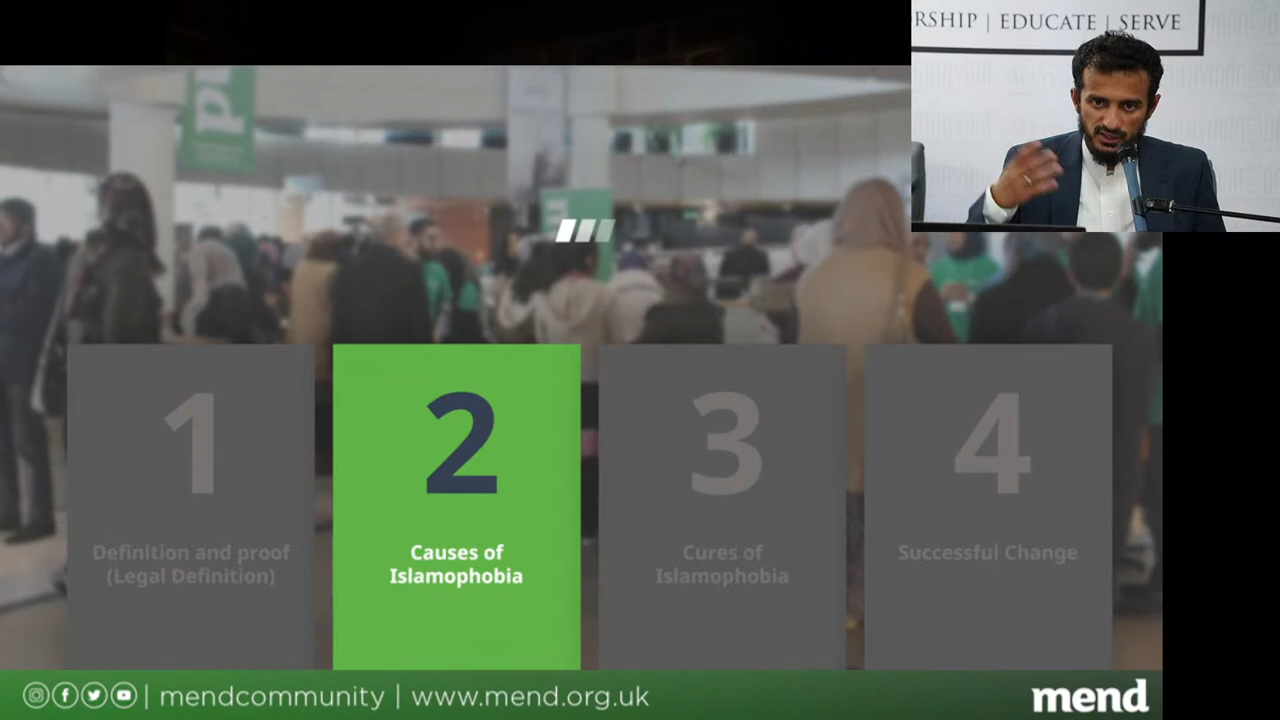 RSHIP | EDUCATE | SERVE
1
Definition and proof
(Legal Definition)
2
Causes of
Islamophobia
3
Cures of
Islamophobia
4
Successful Change
| mendcommunity | www.mend.org.uk
mend